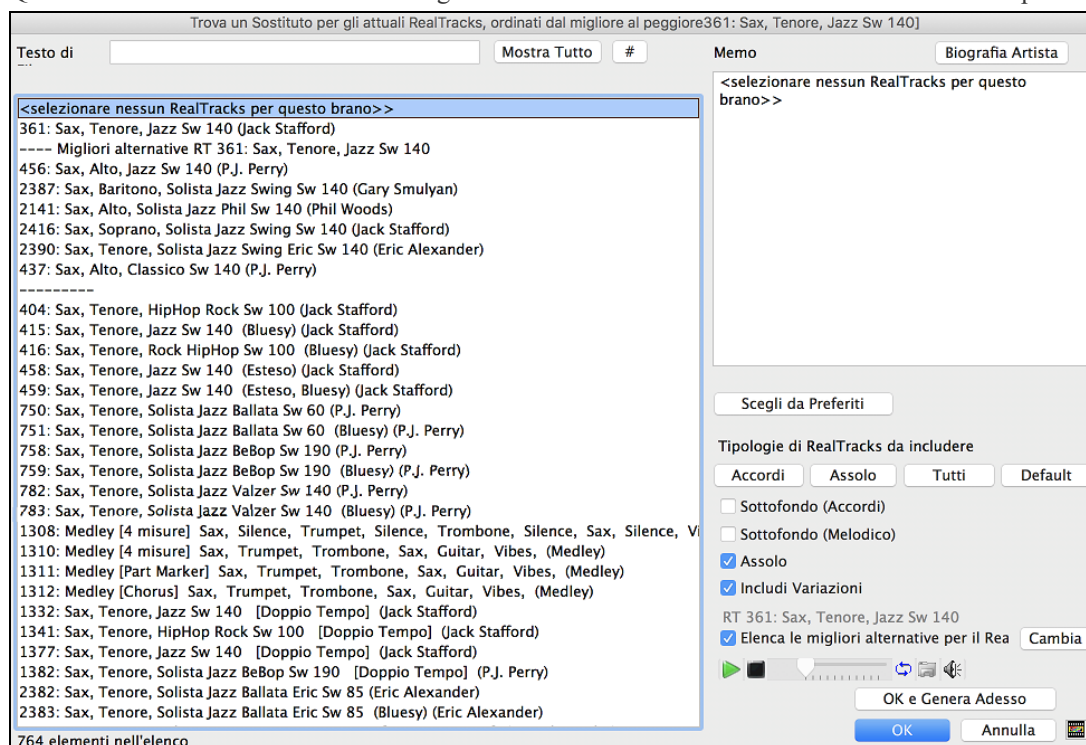 Trova un Sostituto per gli attuali RealTracks, ordinati dal migliore al peggiore361: Sax, Tenore, Jazz Sw 140]
Testo di
Mostra Tutto
#
<selezionare nessun RealTracks per questo brano>>
361: Sax, Tenore, Jazz Sw 140 (Jack Stafford)
---- Migliori alternative RT 361: Sax, Tenore, Jazz Sw 140
456: Sax, Alto, Jazz Sw 140 (P.J. Perry)
2387: Sax, Baritono, Solista Jazz Swing Sw 140 (Gary Smulyan)
2141: Sax, Alto, Solista Jazz Phil Sw 140 (Phil Woods)
2416: Sax, Soprano, Solista Jazz Swing Sw 140 (Jack Stafford)
2390: Sax, Tenore, Solista Jazz Swing Eric Sw 140 (Eric Alexander)
437: Sax, Alto, Classico Sw 140 (P.J. Perry)
---------
404: Sax, Tenore, HipHop Rock Sw 100 (Jack Stafford)
415: Sax, Tenore, Jazz Sw 140 (Bluesy) (Jack Stafford)
416: Sax, Tenore, Rock HipHop Sw 100 (Bluesy) (Jack Stafford)
458: Sax, Tenore, Jazz Sw 140 (Esteso) (Jack Stafford)
459: Sax, Tenore, Jazz Sw 140 (Esteso, Bluesy) (Jack Stafford)
750: Sax, Tenore, Solista Jazz Ballata Sw 60 (P.J. Perry)
751: Sax, Tenore, Solista Jazz Ballata Sw 60 (Bluesy) (P.J. Perry)
758: Sax, Tenore, Solista Jazz BeBop Sw 190 (P.J. Perry)
759: Sax, Tenore, Solista Jazz BeBop Sw 190 (Bluesy) (P.J. Perry)
782: Sax, Tenore, Solista Jazz Valzer Sw 140 (P.J. Perry)
783: Sax, Tenore, Solista Jazz Valzer Sw 140 (Bluesy) (P.J. Perry)
1308: Medley [4 misure] Sax, Silence, Trumpet, Silence, Trombone, Silence, Sax, Silence, Vi
1310: Medley [4 misure] Sax, Trumpet, Trombone, Sax, Guitar, Vibes, (Medley)
1311: Medley [Part Marker] Sax, Trumpet, Trombone, Sax, Guitar, Vibes, (Medley)
1312: Medley [Chorus] Sax, Trumpet, Trombone, Sax, Guitar, Vibes, (Medley)
1332: Sax, Tenore, Jazz Sw 140 [Doppio Tempo] (Jack Stafford)
1341: Sax, Tenore, HipHop Rock Sw 100 [Doppio Tempo] (Jack Stafford)
1377: Sax, Tenore, Jazz Sw 140 [Doppio Tempo] (Jack Stafford)
1382: Sax, Tenore, Solista Jazz BeBop Sw 190 [Doppio Tempo] (P.J. Perry)
2382: Sax, Tenore, Solista Jazz Ballata Eric Sw 85 (Eric Alexander)
2383: Sax, Tenore, Solista Jazz Ballata Eric Sw 85 (Bluesy) (Eric Alexander)
764 elementi nell'elenco
Memo
Biografia Artista
<selezionare nessun RealTracks per questo
brano>>
Scegli da Preferiti
Tipologie di RealTracks da includere
Accordi
Assolo
Tutti
Default
Sottofondo (Accordi)
Sottofondo (Melodico)
Assolo
Includi Variazioni
RT 361: Sax, Tenore, Jazz Sw 140
Elenca le migliori alternative per il Rea
Cambia
OK e Genera Adesso
OK
Annulla